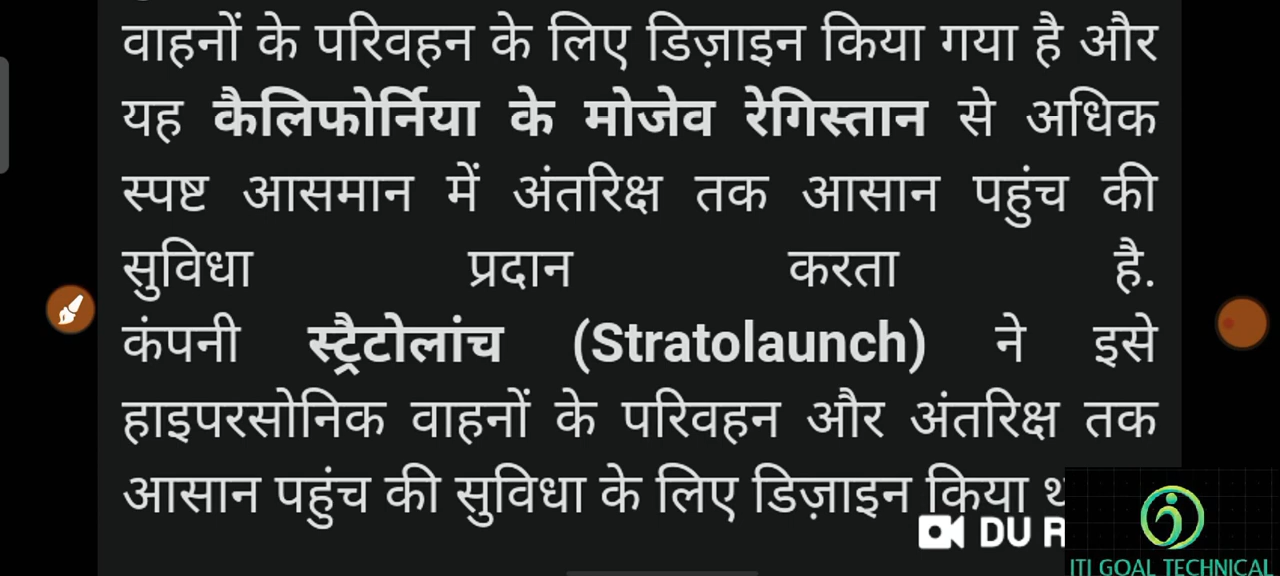 वाहनों के परिवहन के लिए डिज़ाइन किया गया है और
यह कैलिफोर्निया के मोजेव रेगिस्तान से अधिक
स्पष्ट आसमान में अंतरिक्ष तक आसान पहुंच की
सुविधा प्रदान करता है.
कंपनी स्ट्रैटोलांच (Stratolaunch) ने इसे
हाइपरसोनिक वाहनों के परिवहन और अंतरिक्ष तक
आसान पहुंच की सुविधा के लिए डिज़ाइन किया
DU
ITI GOAL TECHNICAL